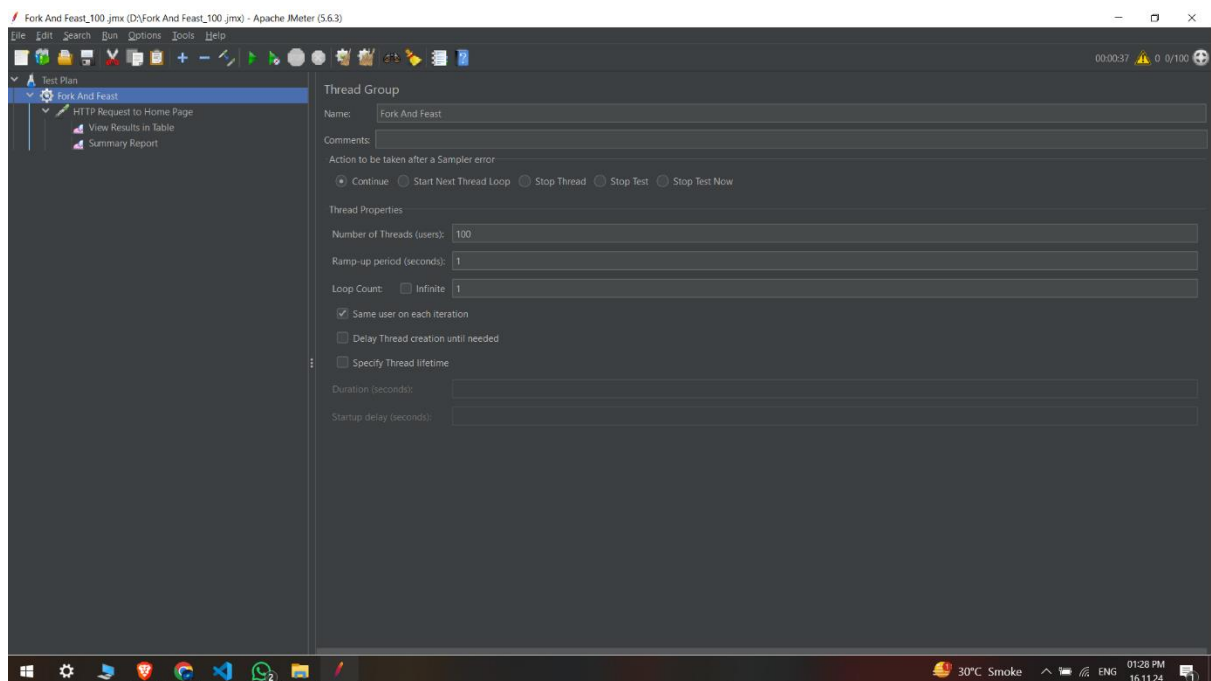 Fork And Feast_100 .jmx (D:\Fork And Feast_100 .jmx) - Apache JMeter (5.6.3)
File Edit Search Run Options Tools Help
00:00:37 0 0/100
Test Plan
Fork And Feast
HTTP Request to Home Page
View Results in Table
Summary Report
Thread Group
Name: Fork And Feast
Comments:
Action to be taken after a Sampler error
Continue Start Next Thread Loop Stop Thread Stop Test Stop Test Now
Thread Properties
Number of Threads (users): 100
Ramp-up period (seconds): 1
Loop Count: Infinite 1
Same user on each iteration
Delay Thread creation until needed
Specify Thread lifetime
Duration (seconds):
Startup delay (seconds):
30°C Smoke ENG 01:28 PM
16.11.24